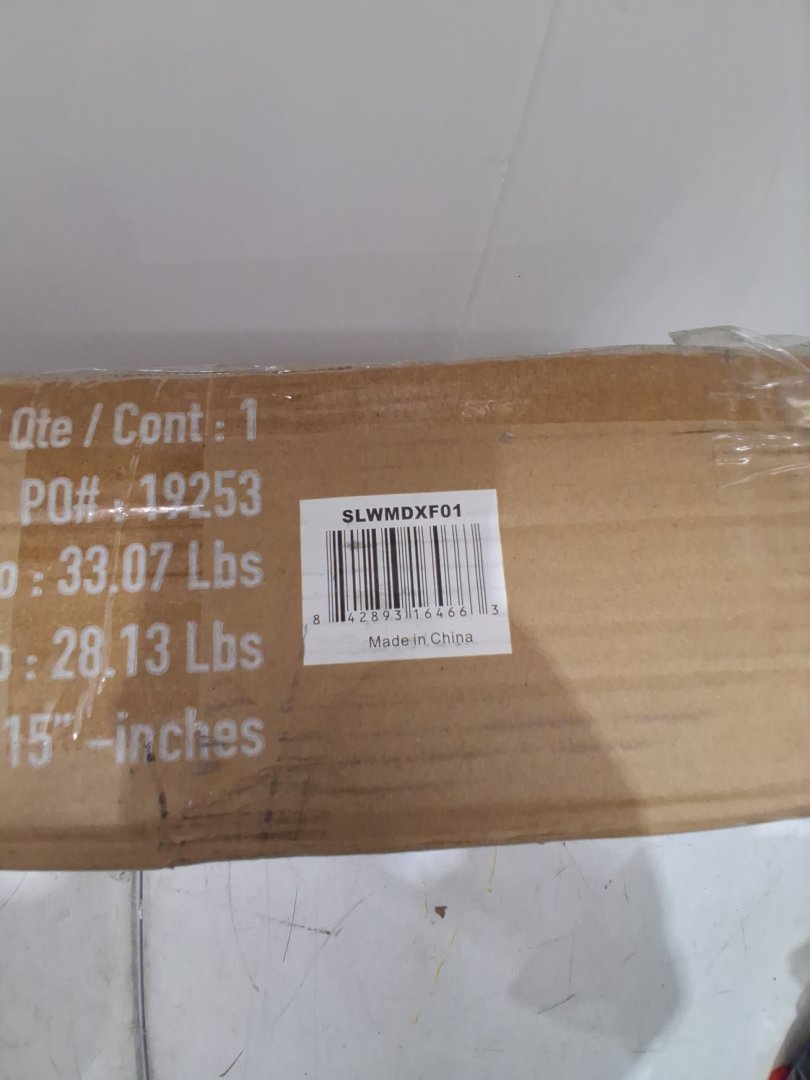 Qte / Cont : 1
PO# : 19253
: 33.07 Lbs
: 28.13 Lbs
15" -inches
SLWMDXF01
8 42893 16466 3
Made in China